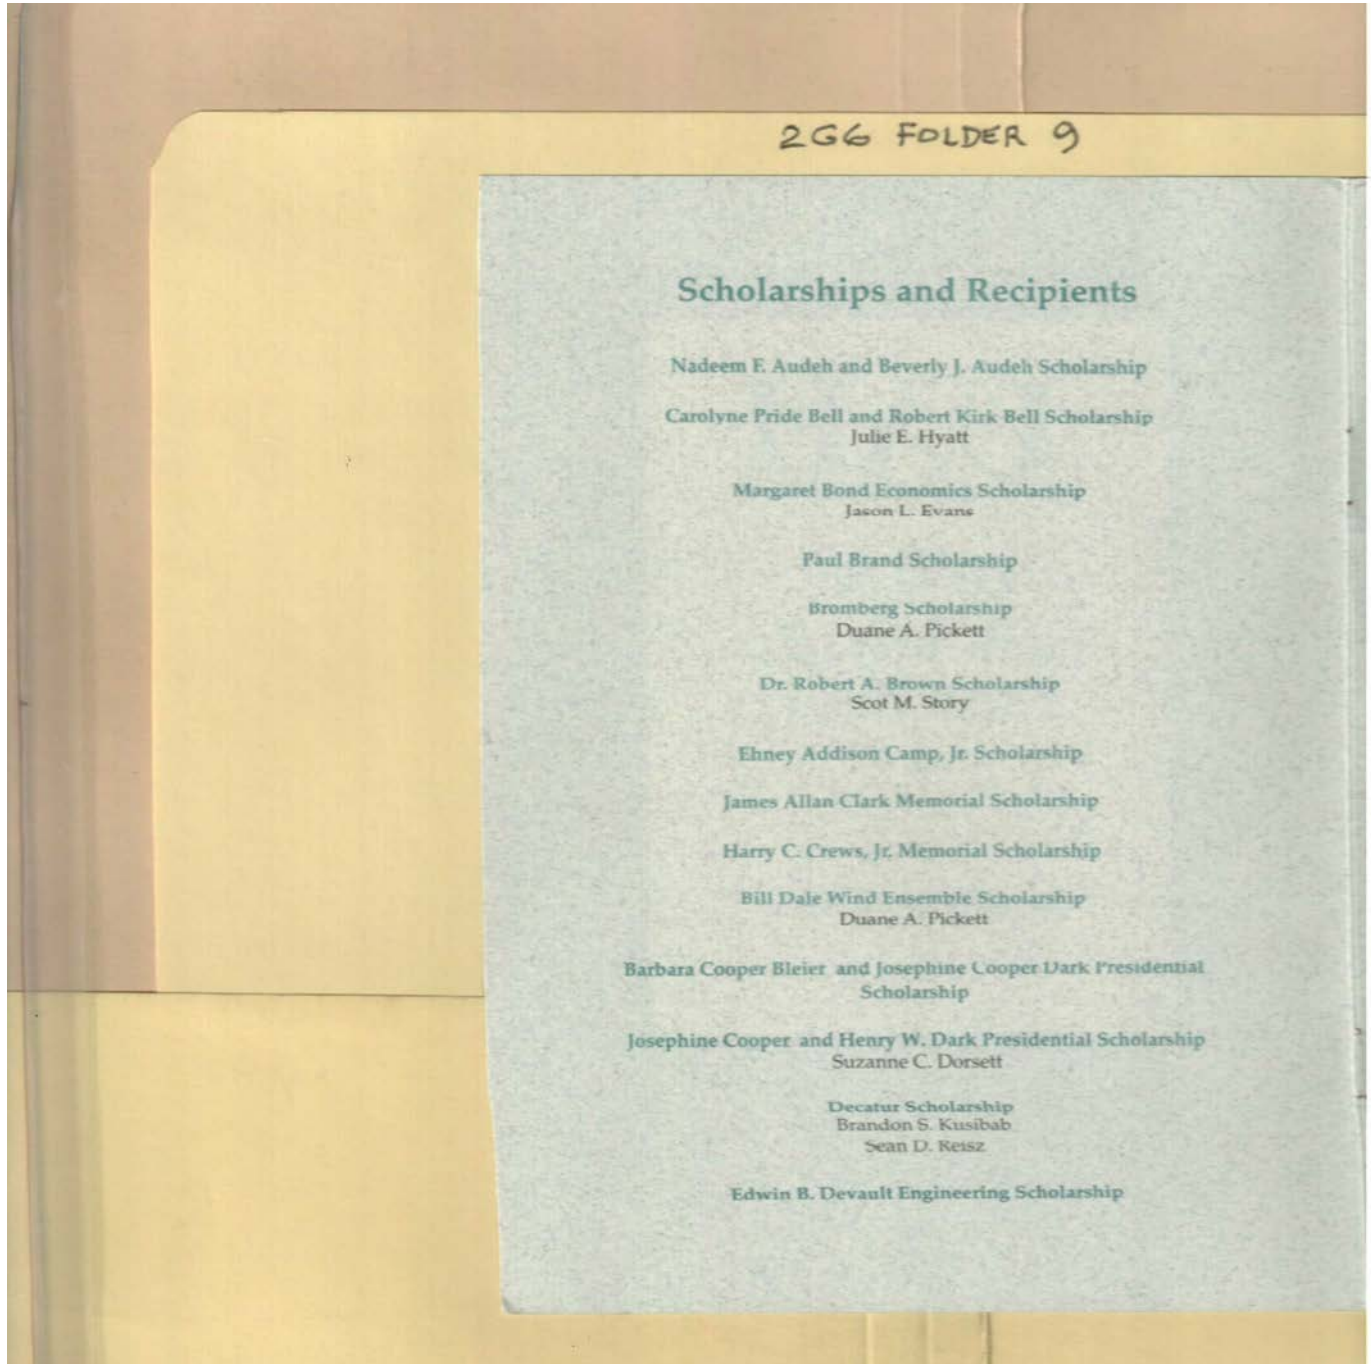 2G6 FOLDER 9
Scholarships and Recipients
Nadeem F. Audeh and Beverly J. Audeh Scholarship
Carolyne Pride Bell and Robert Kirk Bell Scholarship
Julie E. Hyatt
Margaret Bond Economics Scholarship
Jason L. Evans
Paul Brand Scholarship
Bromberg Scholarship
Duane A. Pickett
Dr. Robert A. Brown Scholarship
Scot M. Story
Ehney Addison Camp, Jr. Scholarship
James Allan Clark Memorial Scholarship
Harry C. Crews, Jr. Memorial Scholarship
Bill Dale Wind Ensemble Scholarship
Duane A. Pickett
Barbara Cooper Bleier and Josephine Cooper Dark Presidential
Scholarship
Josephine Cooper and Henry W. Dark Presidential Scholarship
Suzanne C. Dorsett
Decatur Scholarship
Brandon S. Kusibab
Sean D. Reisz
Edwin B. Devault Engineering Scholarship